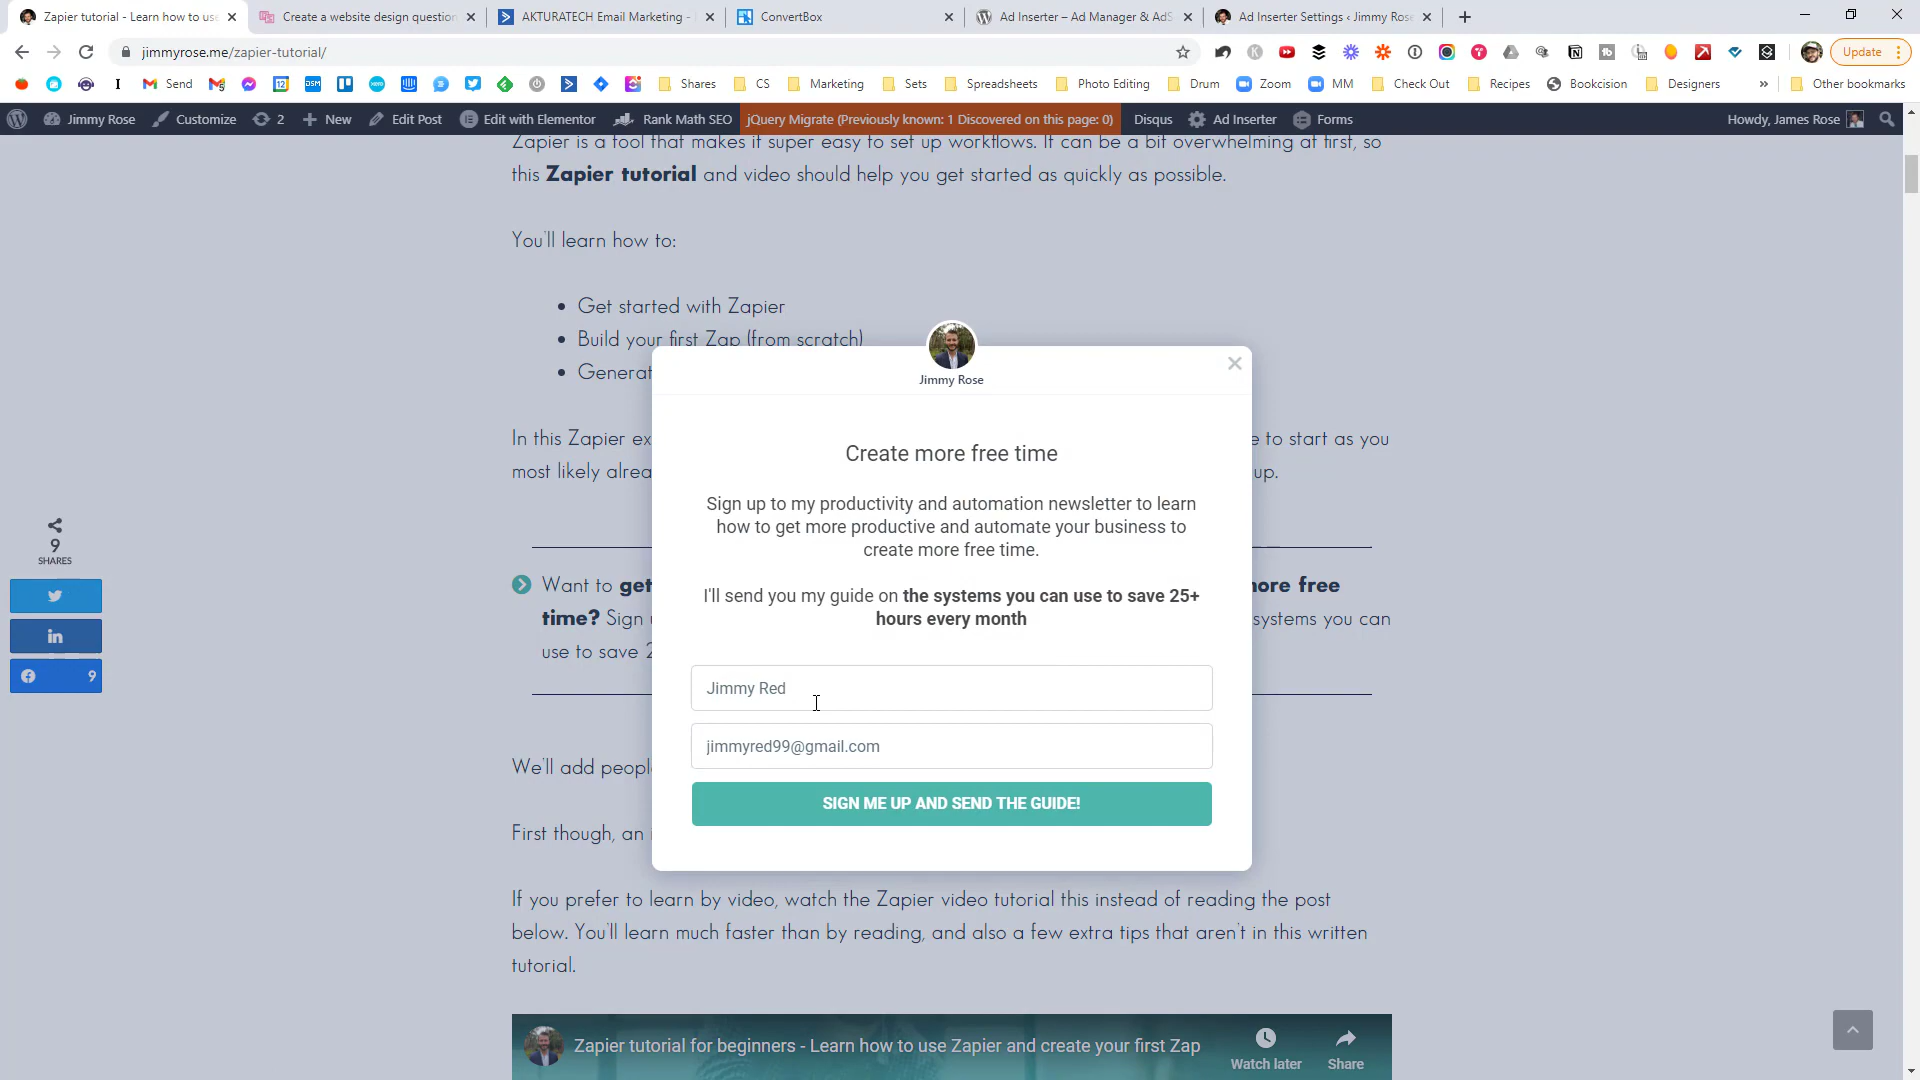 Zapier tutorial - Learn how to use
Create a website design question
AKTURATECH Email Marketing -
ConvertBox
Ad Inserter – Ad Manager & AdS
Ad Inserter Settings ‹ Jimmy Rose
jimmyrose.me/zapier-tutorial/
Update
Send
Shares
CS
Marketing
Sets
Spreadsheets
Photo Editing
Drum
Zoom
MM
Check Out
Recipes
Bookcision
Designers
»
Other bookmarks
Jimmy Rose
Customize
2
New
Edit Post
Edit with Elementor
Rank Math SEO
jQuery Migrate (Previously known: 1 Discovered on this page: 0)
Disqus
Ad Inserter
Forms
Howdy, James Rose
Zapier is a tool that makes it super easy to set up workflows. It can be a bit overwhelming at first, so
this Zapier tutorial and video should help you get started as quickly as possible.
You'll learn how to:
Get started with Zapier
Build your first Zap (from scratch)
Generat
In this Zapier ex
e to start as you
most likely alrea
up.
Want to get
more free
time? Sign
systems you can
use to save 2
We'll add peopl
First though, an i
Jimmy Rose
Create more free time
Sign up to my productivity and automation newsletter to learn
how to get more productive and automate your business to
create more free time.
I'll send you my guide on the systems you can use to save 25+
hours every month
Jimmy Red
jimmyred99@gmail.com
SIGN ME UP AND SEND THE GUIDE!
9
SHARES
9
If you prefer to learn by video, watch the Zapier video tutorial this instead of reading the post
below. You'll learn much faster than by reading, and also a few extra tips that aren't in this written
tutorial.
Zapier tutorial for beginners - Learn how to use Zapier and create your first Zap
Watch later
Share